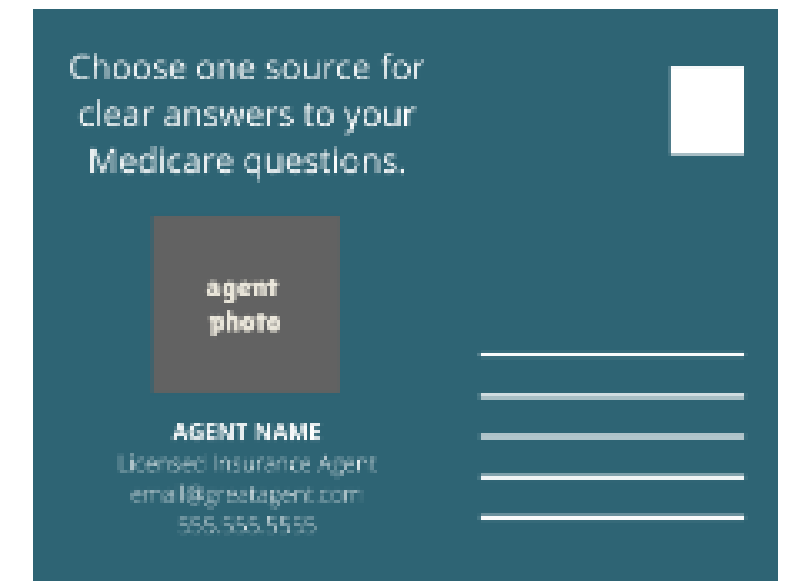 Choose one source for
clear answers to your
Medicare questions.
agent
photo
AGENT NAME
Licensed Insurance Agent
email@greatagent.com
555.555.5555